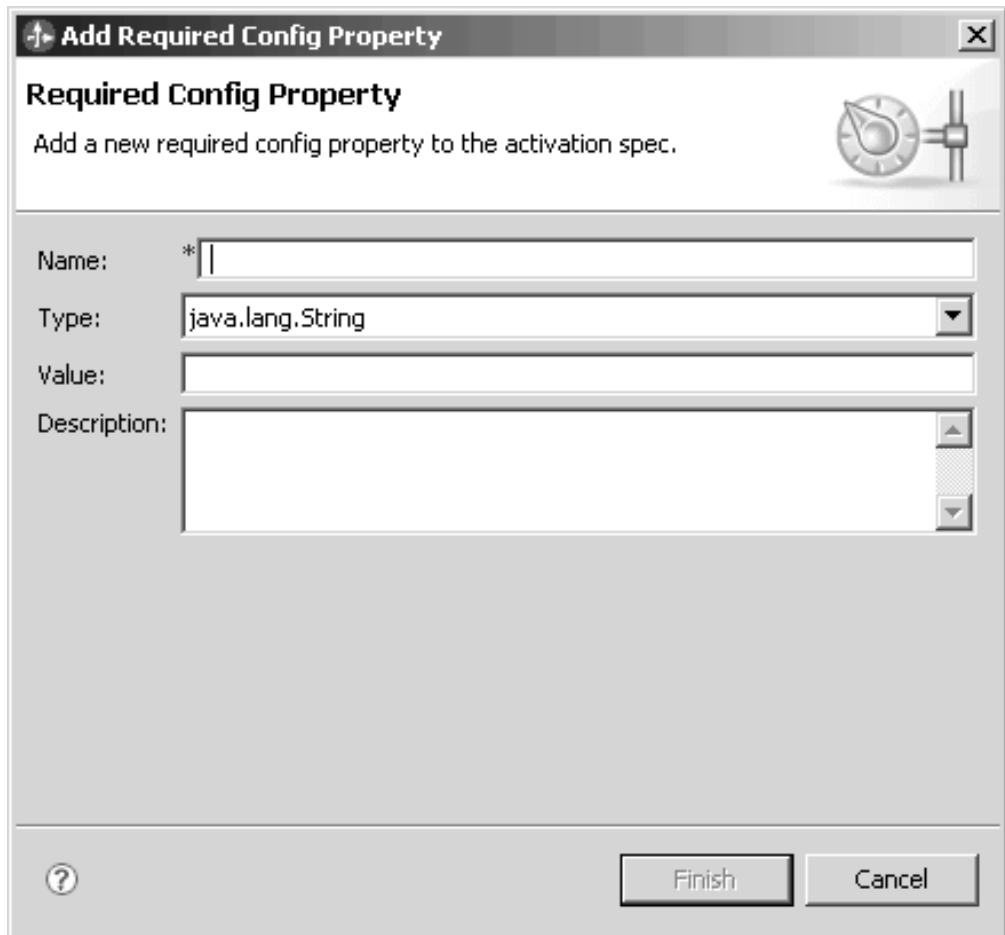 Add Required Config Property
Required Config Property
Add a new required config property to the activation spec.
Name: *
Type: java.lang.String
Value:
Description:
? Finish Cancel